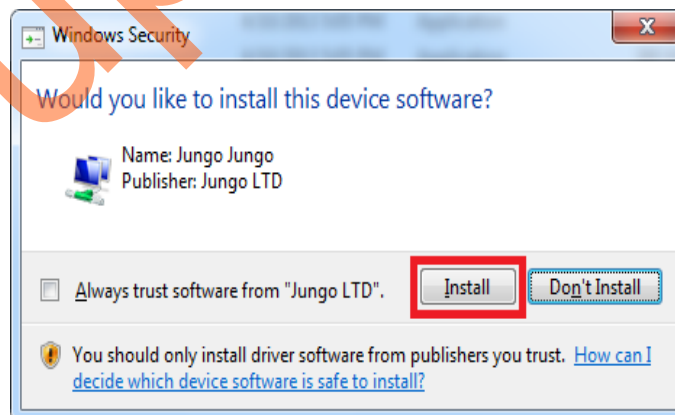 Windows Security
Would you like to install this device software?
Name: Jungo Jungo
Publisher: Jungo LTD
Always trust software from "Jungo LTD".
Install
Don't Install
You should only install driver software from publishers you trust. How can I
decide which device software is safe to install?